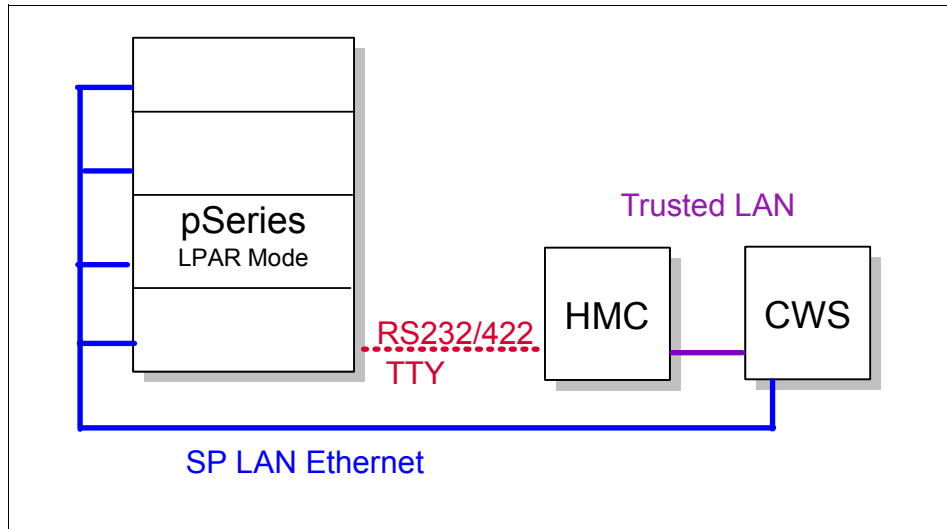 Trusted LAN
pSeries
LPAR Mode
HMC
CWS
RS232/422
TTY
SP LAN Ethernet